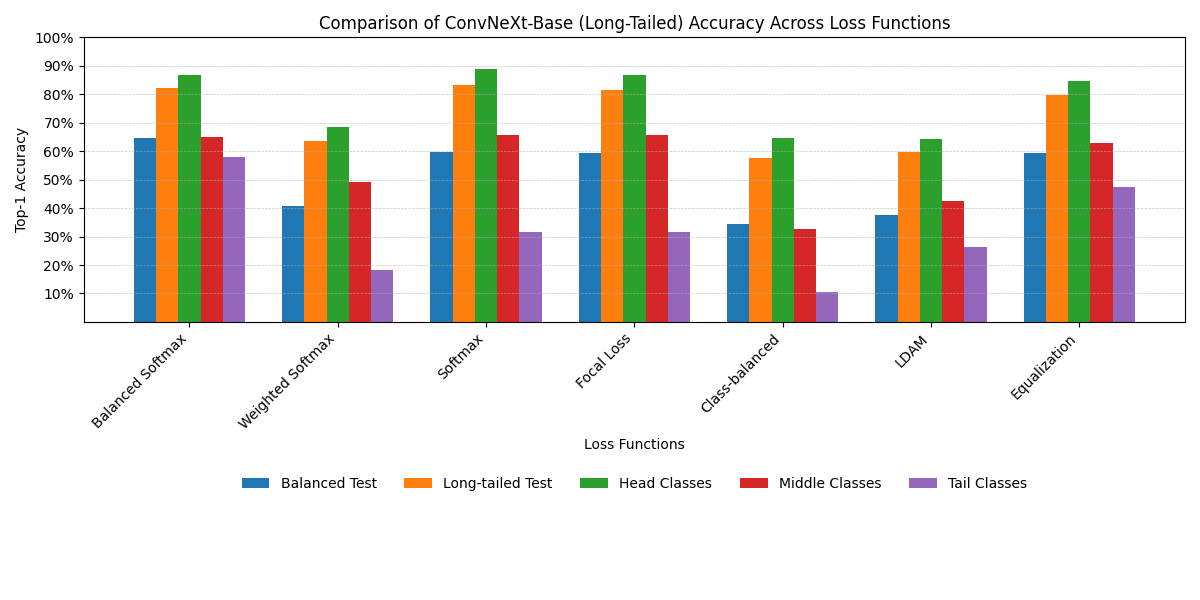 Comparison of ConvNeXt-Base (Long-Tailed) Accuracy Across Loss Functions
Top-1 Accuracy
100%
90%
80%
70%
60%
50%
40%
30%
20%
10%
Balanced Softmax
Weighted Softmax
Softmax
Focal Loss
Class-balanced
LDAM
Equalization
Loss Functions
Balanced Test
Long-tailed Test
Head Classes
Middle Classes
Tail Classes